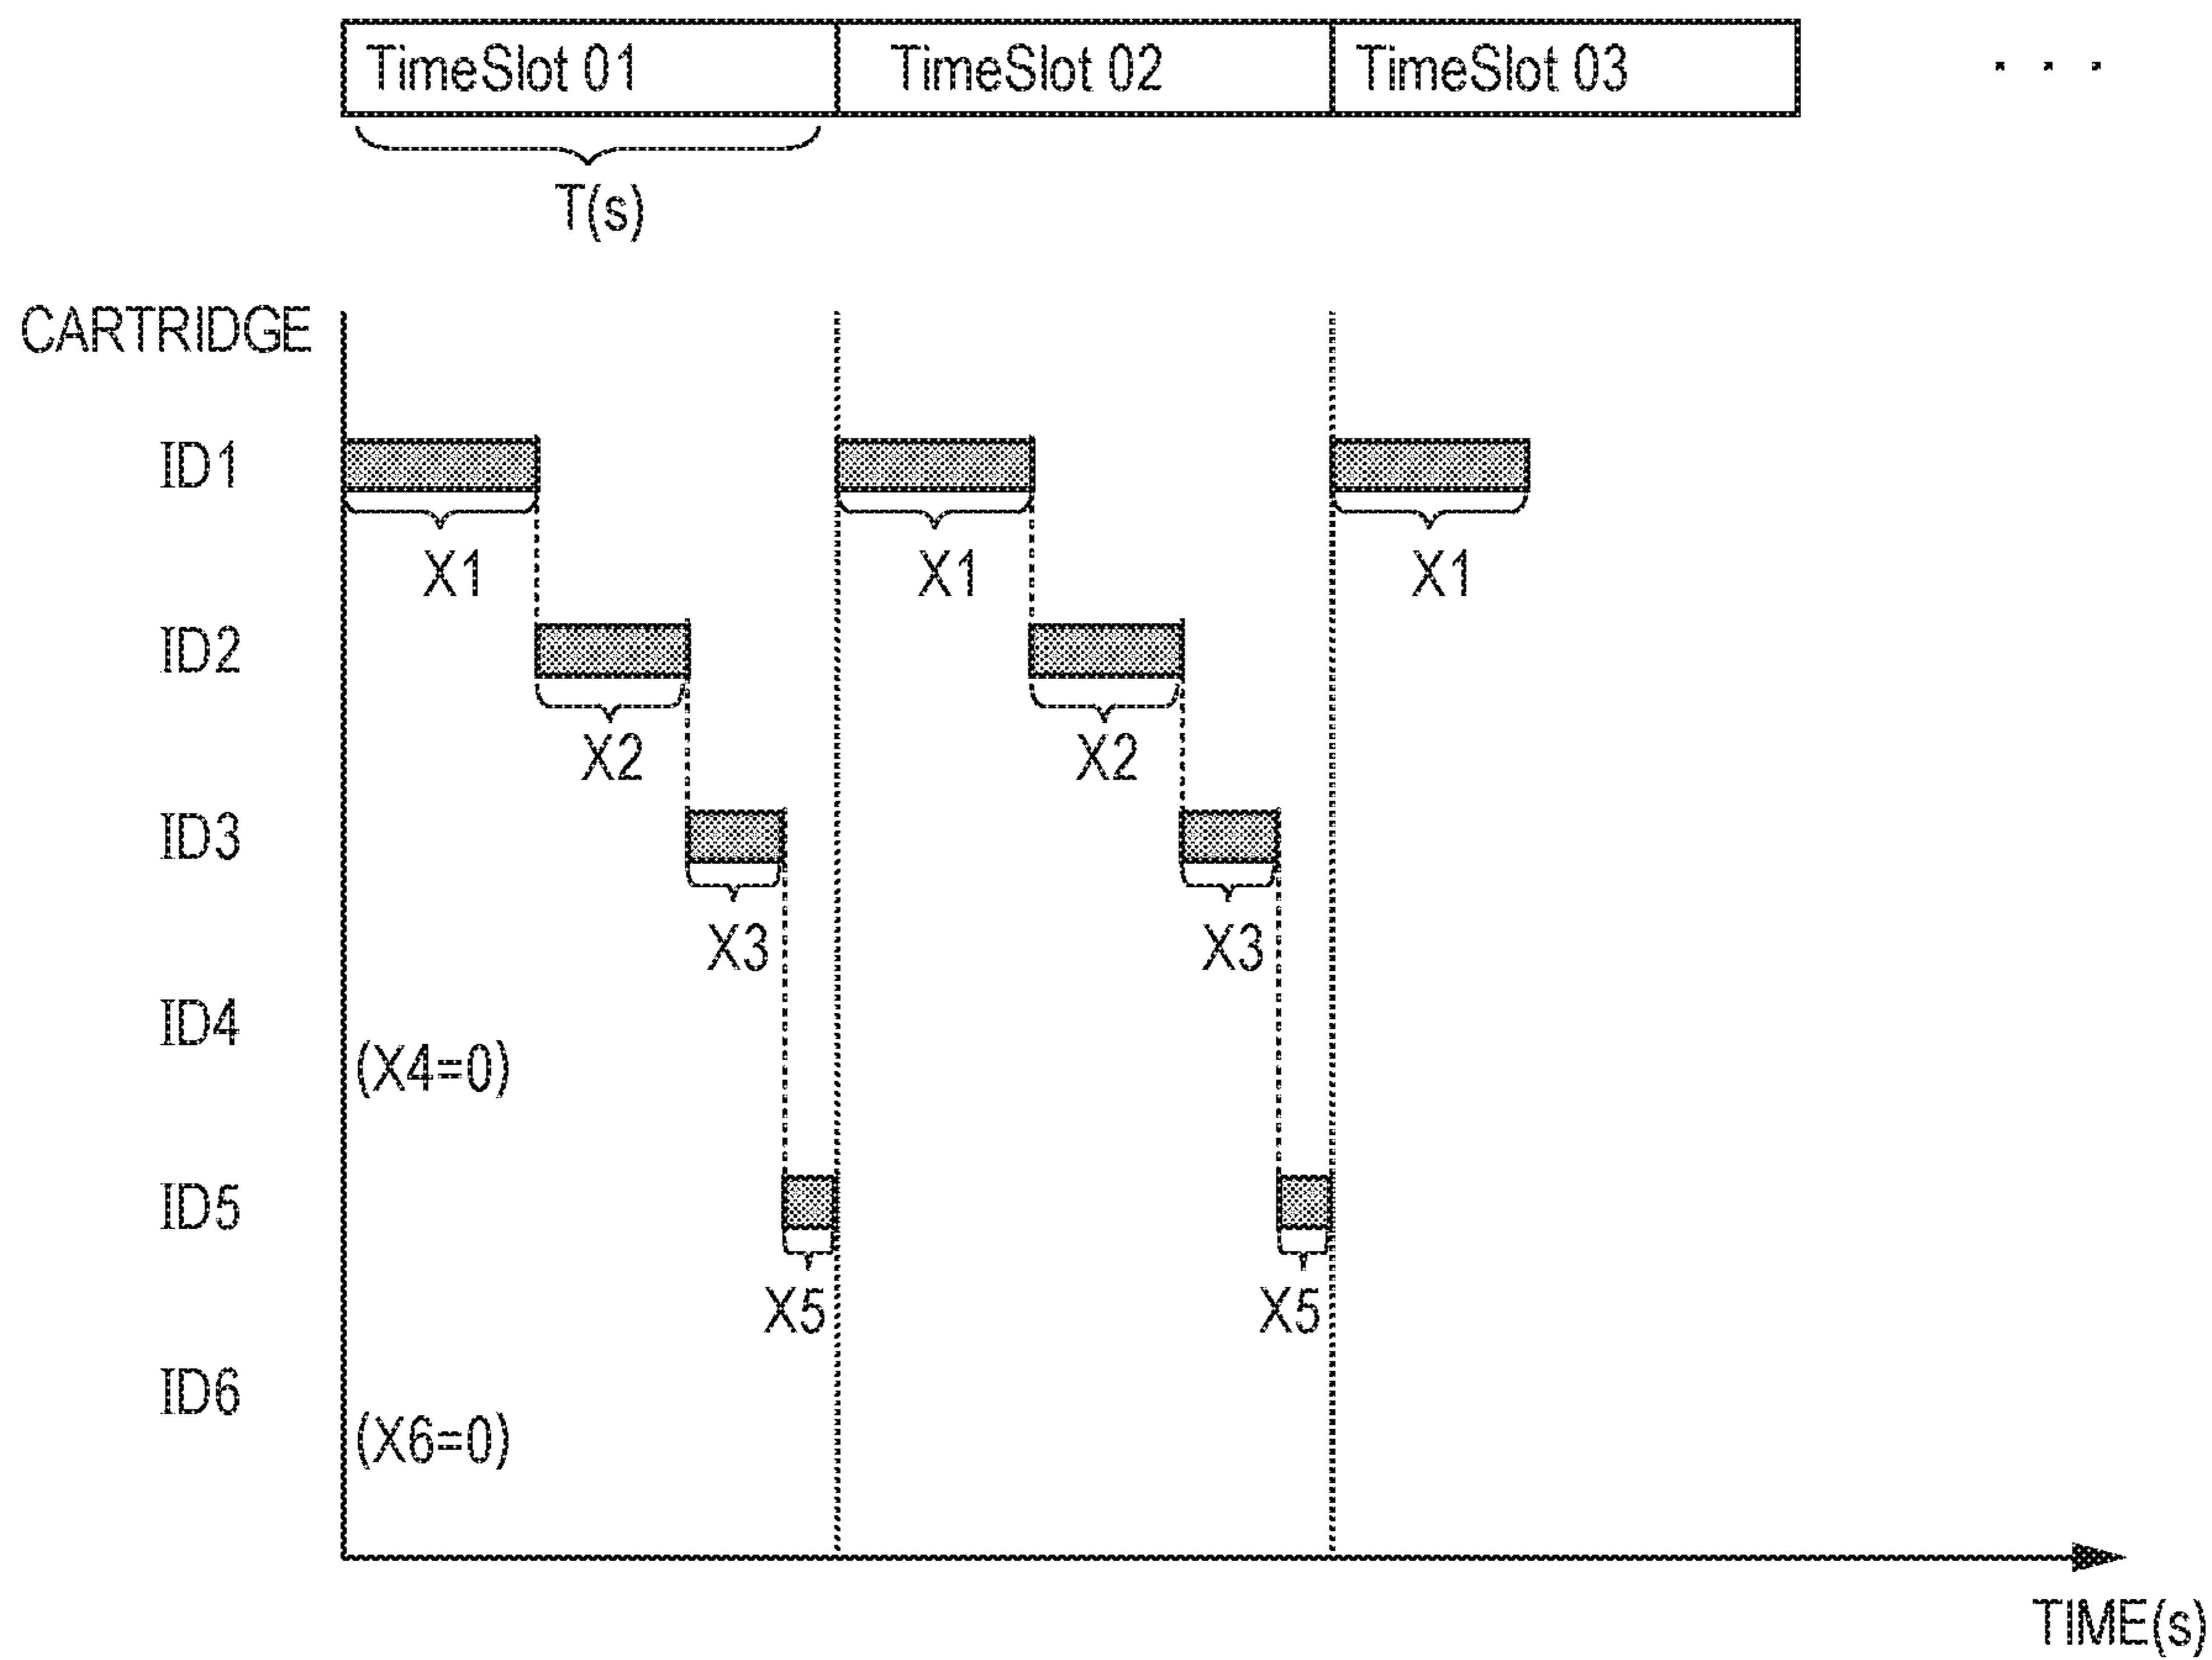 TimeSlot 01 TimeSlot 02 TimeSlot 03 . . .
T(s)
CARTRIDGE
ID1
X1 X1 X1
ID2
X2 X2
ID3
X3 X3
ID4
(X4=0)
ID5
X5 X5
ID6
(X6=0)
TIME(s)